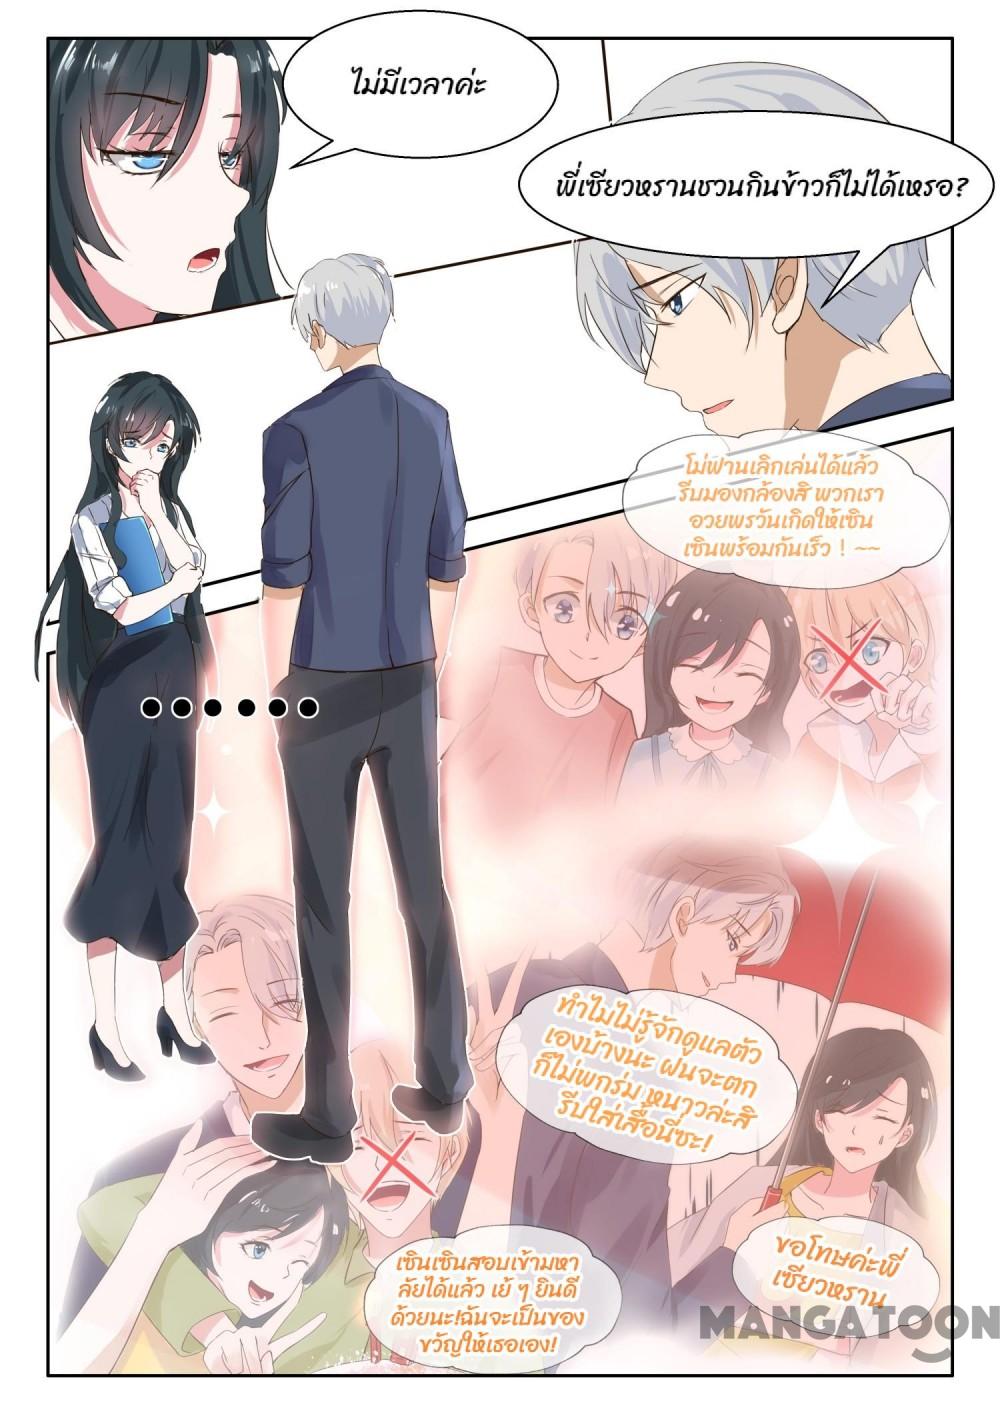 ไม่มีเวลาค่ะ
พี่เซียวหรานชวนกินข้าวก็ไม่ได้เหรอ?
โม่ฟานเลิกเล่นได้แล้ว
รีบมองกล้องสิ พวกเรา
อวยพรวันเกิดให้เซิน
เซินพร้อมกันเร็ว ! ~~
......
ทำไมไม่รู้จักดูแลตัว
เองบ้างนะ ฝนจะตก
ก็ไม่พกร่ม หนาวล่ะสิ
รีบใส่เสื้อนี่ซะ!
ขอโทษค่ะพี่
เซียวหราน
เซินเซินสอบเข้ามหา
ลัยได้แล้ว เย้ ๆ ยินดี
ด้วยนะ!ฉันจะเป็นของ
ขวัญให้เธอเอง!
MANGATOON